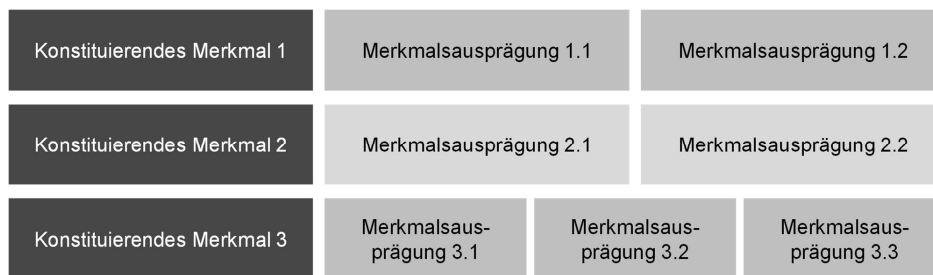 Konstituierendes Merkmal 1
Merkmalsausprägung 1.1
Merkmalsausprägung 1.2
Konstituierendes Merkmal 2
Merkmalsausprägung 2.1
Merkmalsausprägung 2.2
Konstituierendes Merkmal 3
Merkmalsaus-
prägung 3.1
Merkmalsaus-
prägung 3.2
Merkmalsaus-
prägung 3.3